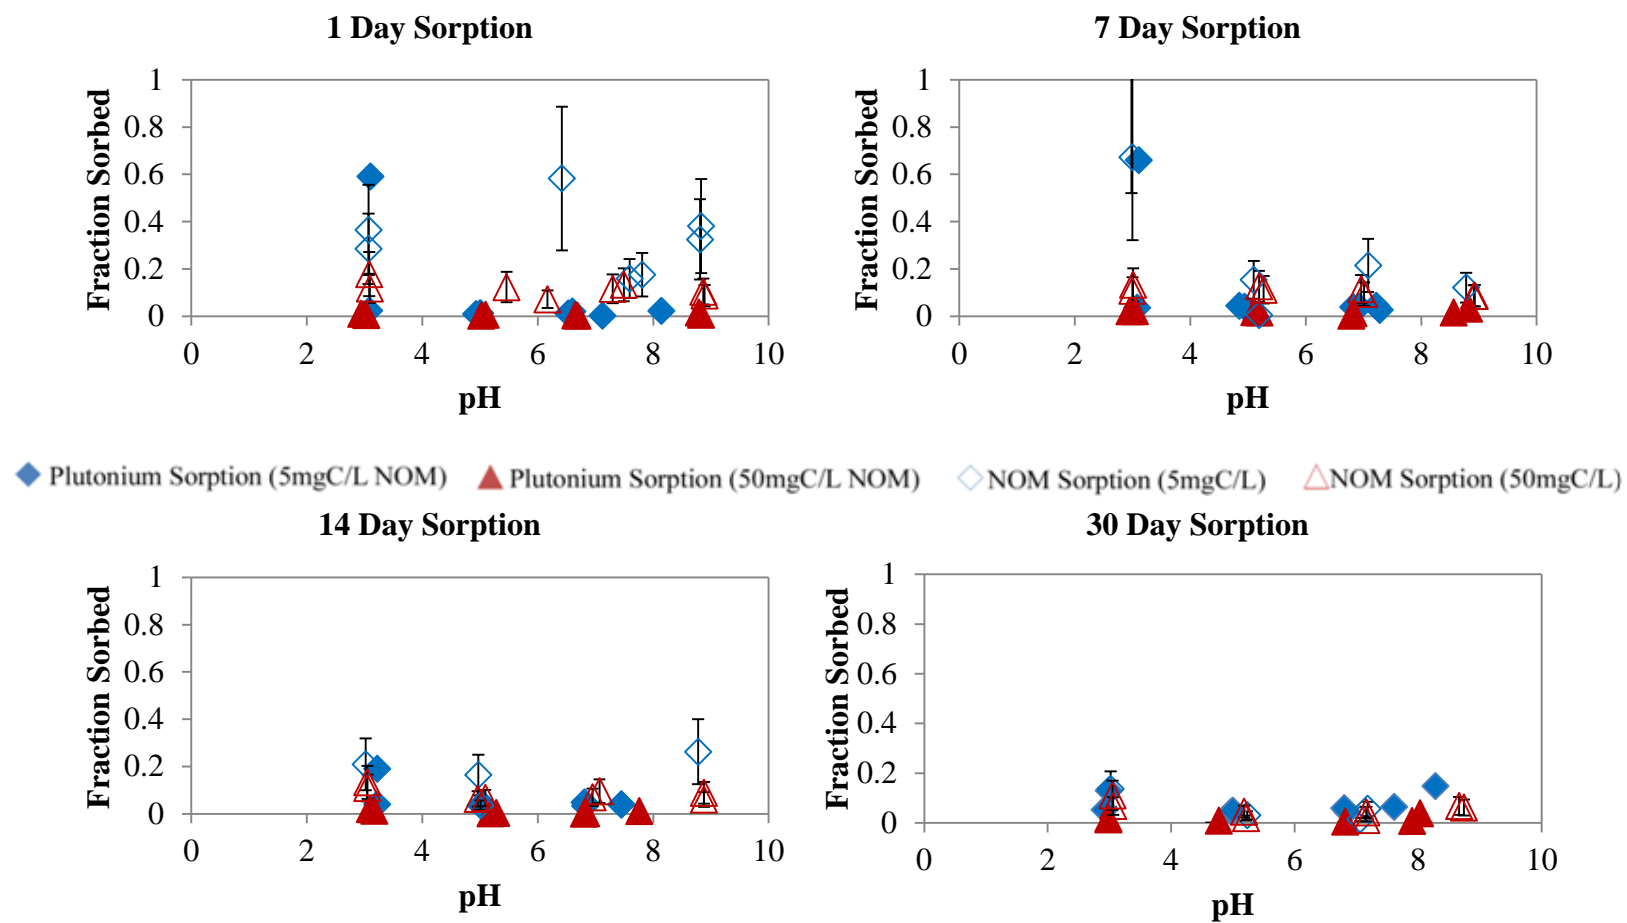 1 Day Sorption
Fraction Sorbed
1
0.8
0.6
0.4
0.2
0
0 2 4 6 8 10
pH
7 Day Sorption
Fraction Sorbed
1
0.8
0.6
0.4
0.2
0
0 2 4 6 8 10
pH
Plutonium Sorption (5mgC/L NOM) Plutonium Sorption (50mgC/L NOM) NOM Sorption (5mgC/L) NOM Sorption (50mgC/L)
14 Day Sorption
Fraction Sorbed
1
0.8
0.6
0.4
0.2
0
0 2 4 6 8 10
pH
30 Day Sorption
Fraction Sorbed
1
0.8
0.6
0.4
0.2
0
0 2 4 6 8 10
pH